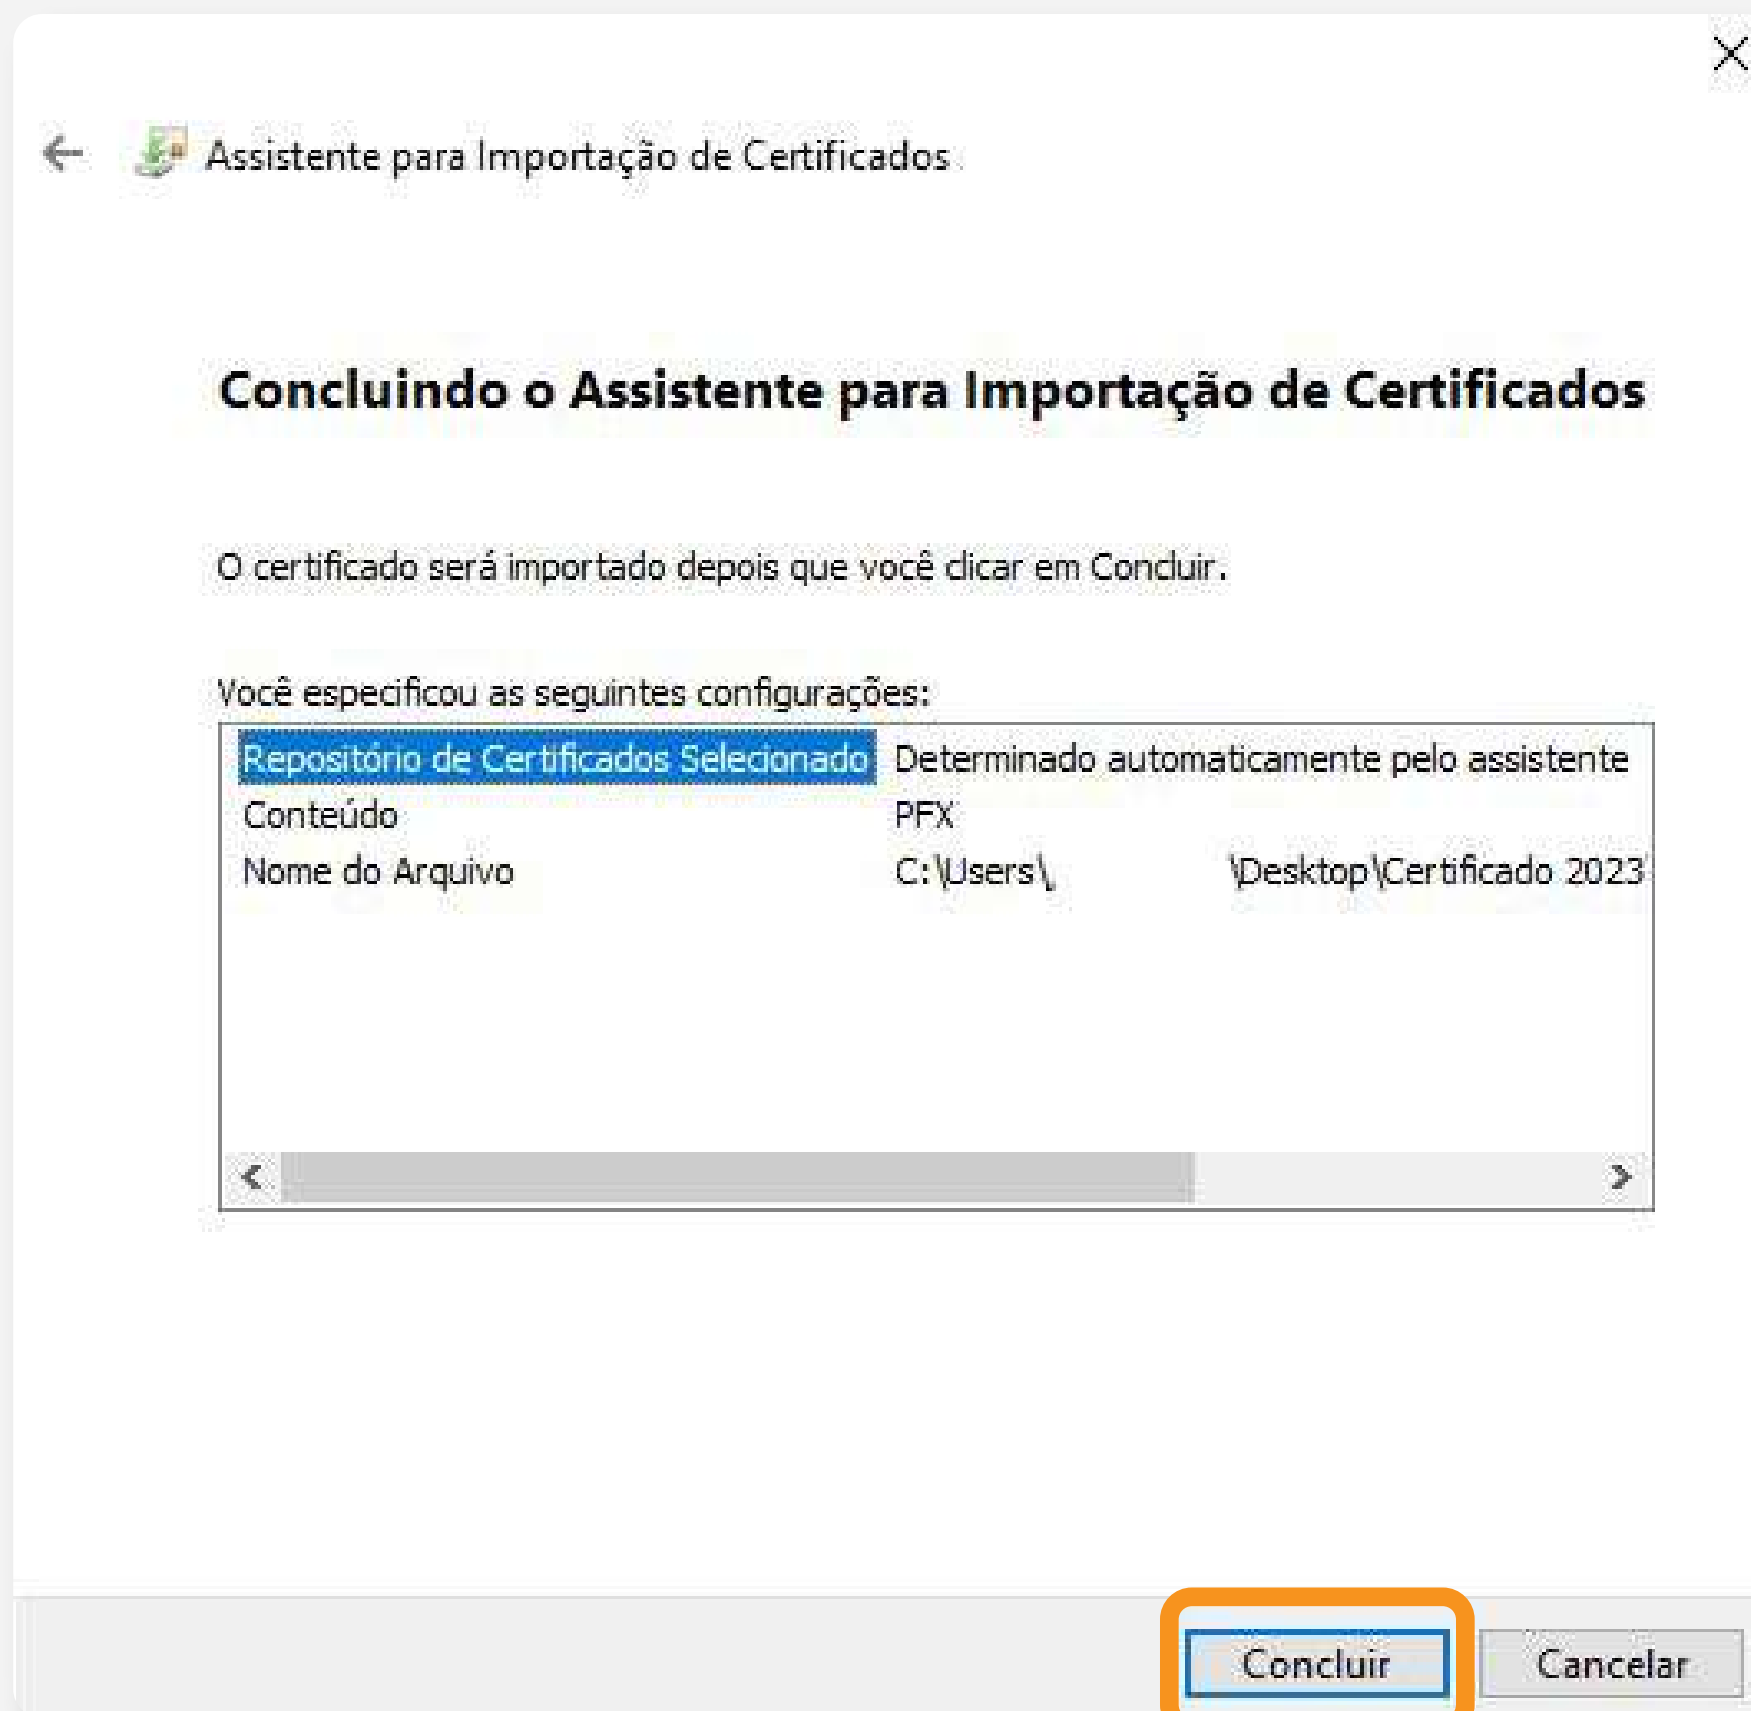 Assistente para Importação de Certificados
Concluindo o Assistente para Importação de Certificados
O certificado será importado depois que você clicar em Concluir.
Você especificou as seguintes configurações:
Repositório de Certificados Selecionado Determinado automaticamente pelo assistente
Conteúdo PFX
Nome do Arquivo C:\Users\ \Desktop\Certificado 2023
Concluir Cancelar